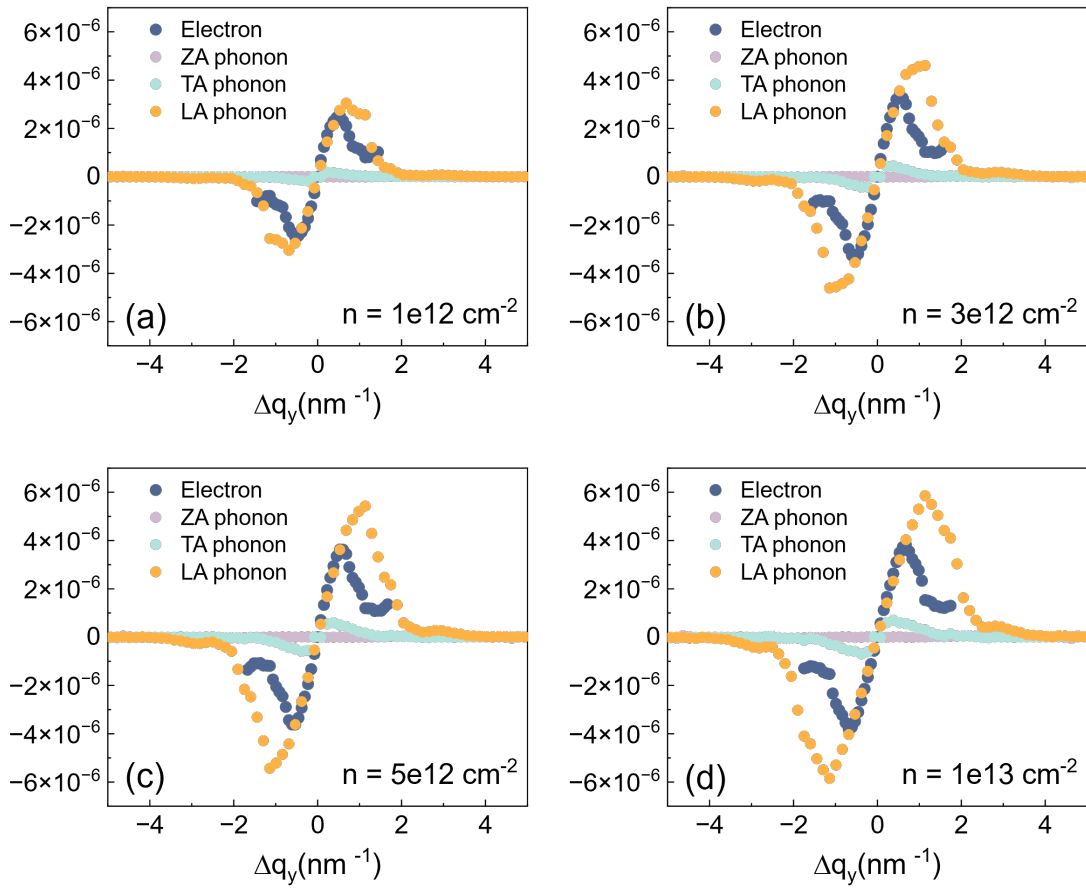 6×10⁻⁶
4×10⁻⁶
2×10⁻⁶
0
−2×10⁻⁶
−4×10⁻⁶
−6×10⁻⁶
Electron
ZA phonon
TA phonon
LA phonon
(a)
n = 1e12 cm⁻²
−4 −2 0 2 4
Δq_y(nm ⁻¹)
6×10⁻⁶
4×10⁻⁶
2×10⁻⁶
0
−2×10⁻⁶
−4×10⁻⁶
−6×10⁻⁶
Electron
ZA phonon
TA phonon
LA phonon
(b)
n = 3e12 cm⁻²
−4 −2 0 2 4
Δq_y(nm ⁻¹)
6×10⁻⁶
4×10⁻⁶
2×10⁻⁶
0
−2×10⁻⁶
−4×10⁻⁶
−6×10⁻⁶
Electron
ZA phonon
TA phonon
LA phonon
(c)
n = 5e12 cm⁻²
−4 −2 0 2 4
Δq_y(nm ⁻¹)
6×10⁻⁶
4×10⁻⁶
2×10⁻⁶
0
−2×10⁻⁶
−4×10⁻⁶
−6×10⁻⁶
Electron
ZA phonon
TA phonon
LA phonon
(d)
n = 1e13 cm⁻²
−4 −2 0 2 4
Δq_y(nm ⁻¹)